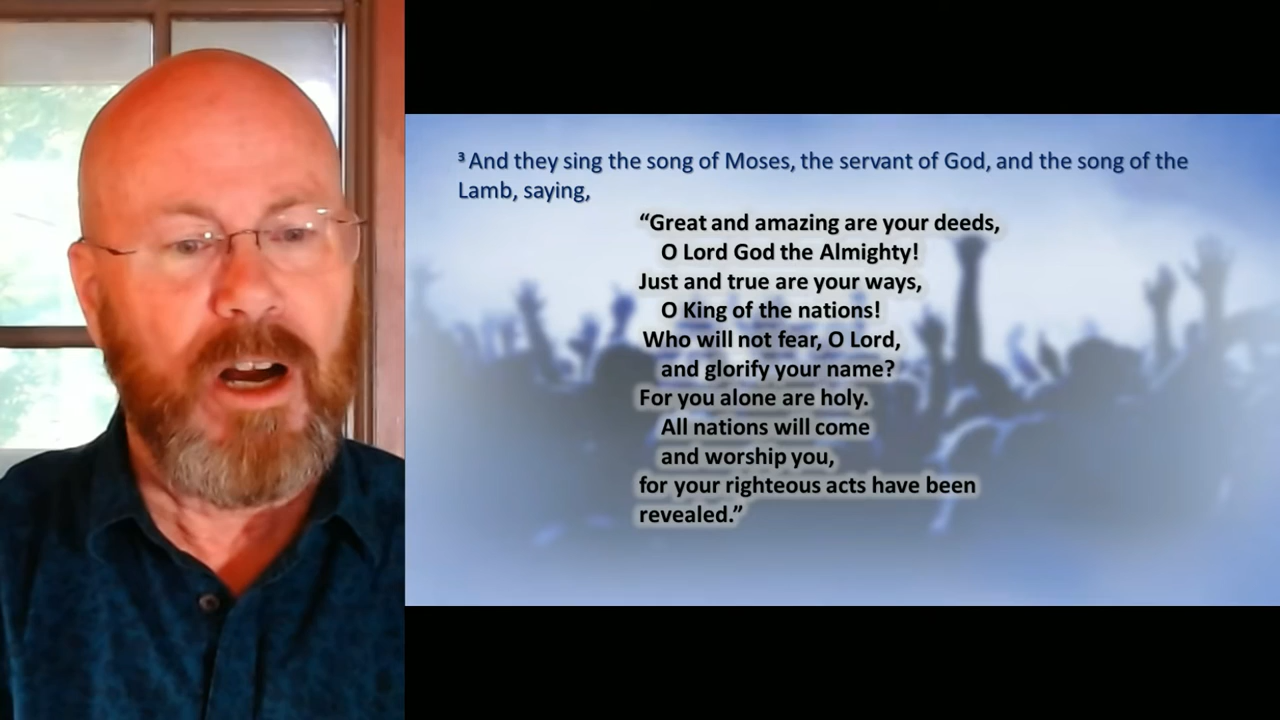 ³ And they sing the song of Moses, the servant of God, and the song of the
Lamb, saying,
“Great and amazing are your deeds,
O Lord God the Almighty!
Just and true are your ways,
O King of the nations!
Who will not fear, O Lord,
and glorify your name?
For you alone are holy.
All nations will come
and worship you,
for your righteous acts have been
revealed.”